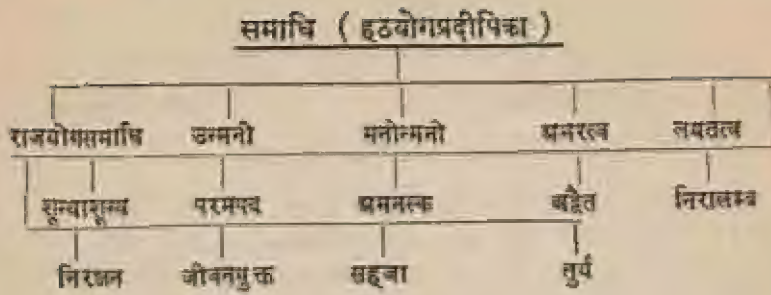 समाधि ( हठयोगप्रदीपिका )
राजयोगसमाधि उन्मनी मनोन्मनो अमरत्व लयतत्व
शून्याशून्य परमपद अमनस्क अद्वैत निरालम्ब
निरञ्जन जीवनमुक्त सहजा तुर्य